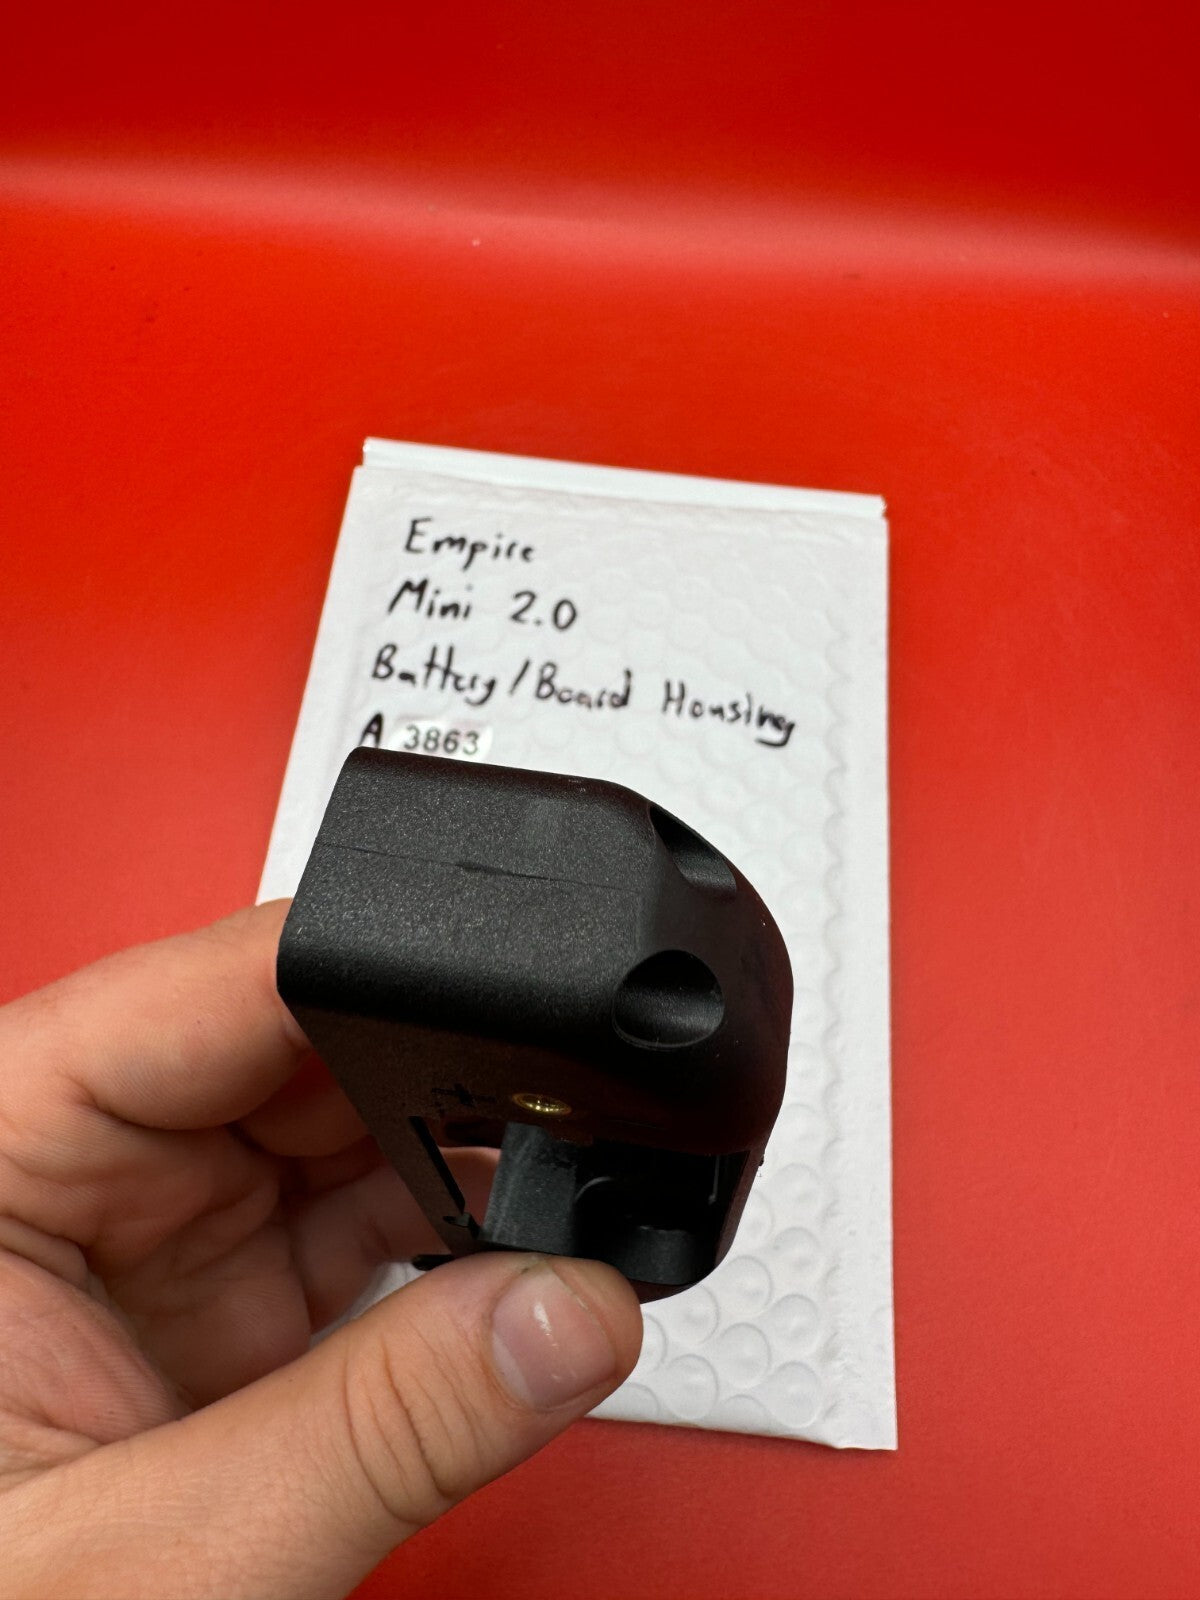 Empire
Mini 2.0
Battery/Board Housing
A 3863